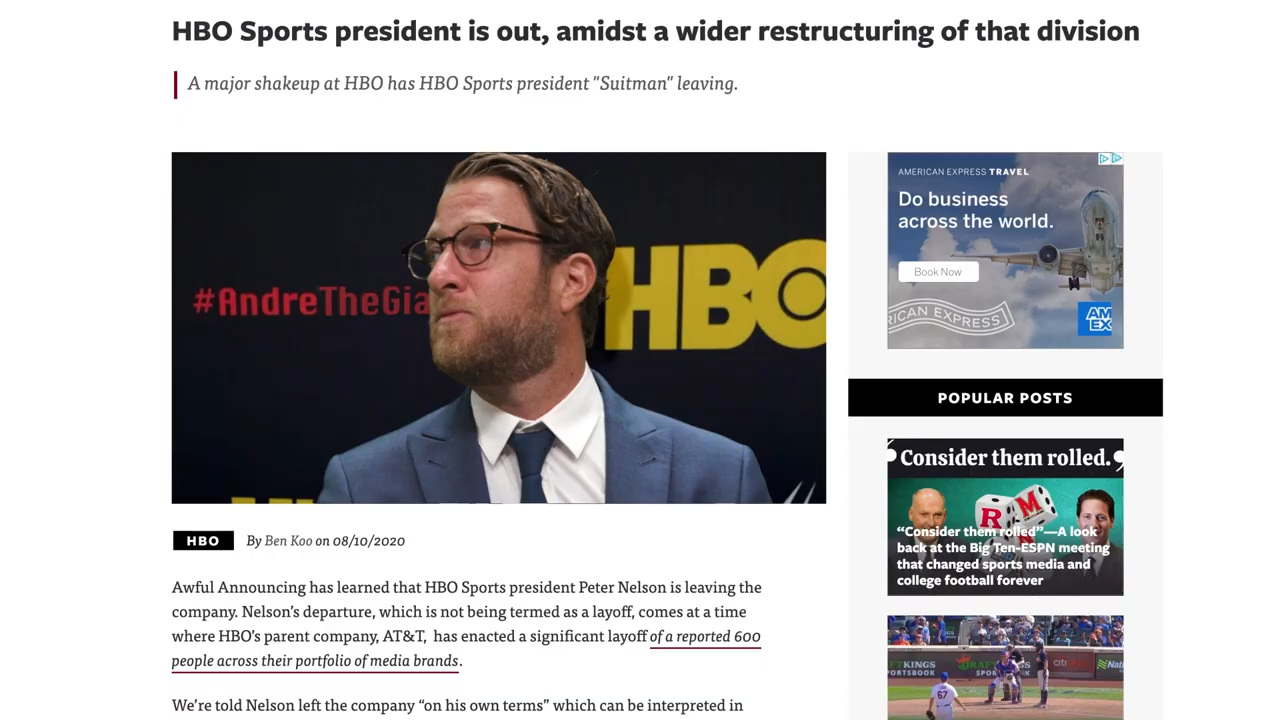 HBO Sports president is out, amidst a wider restructuring of that division
A major shakeup at HBO has HBO Sports president "Suitman" leaving.
#AndreTheGia
HBO
HBO By Ben Koo on 08/10/2020
Awful Announcing has learned that HBO Sports president Peter Nelson is leaving the
company. Nelson's departure, which is not being termed as a layoff, comes at a time
where HBO's parent company, AT&T, has enacted a significant layoff of a reported 600
people across their portfolio of media brands.
We're told Nelson left the company “on his own terms” which can be interpreted in
AMERICAN EXPRESS TRAVEL
Do business
across the world.
Book Now
RICAN EXPRESS
AM
EX
POPULAR POSTS
Consider them rolled.
R M
“Consider them rolled”—A look
back at the Big Ten-ESPN meeting
that changed sports media and
college football forever
FTKINGS
PORTSBOOK
citi
67